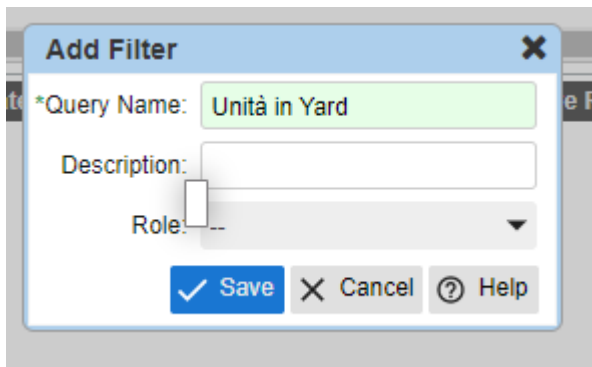 Add Filter
*Query Name: Unità in Yard
Description:
Role: --
Save Cancel Help